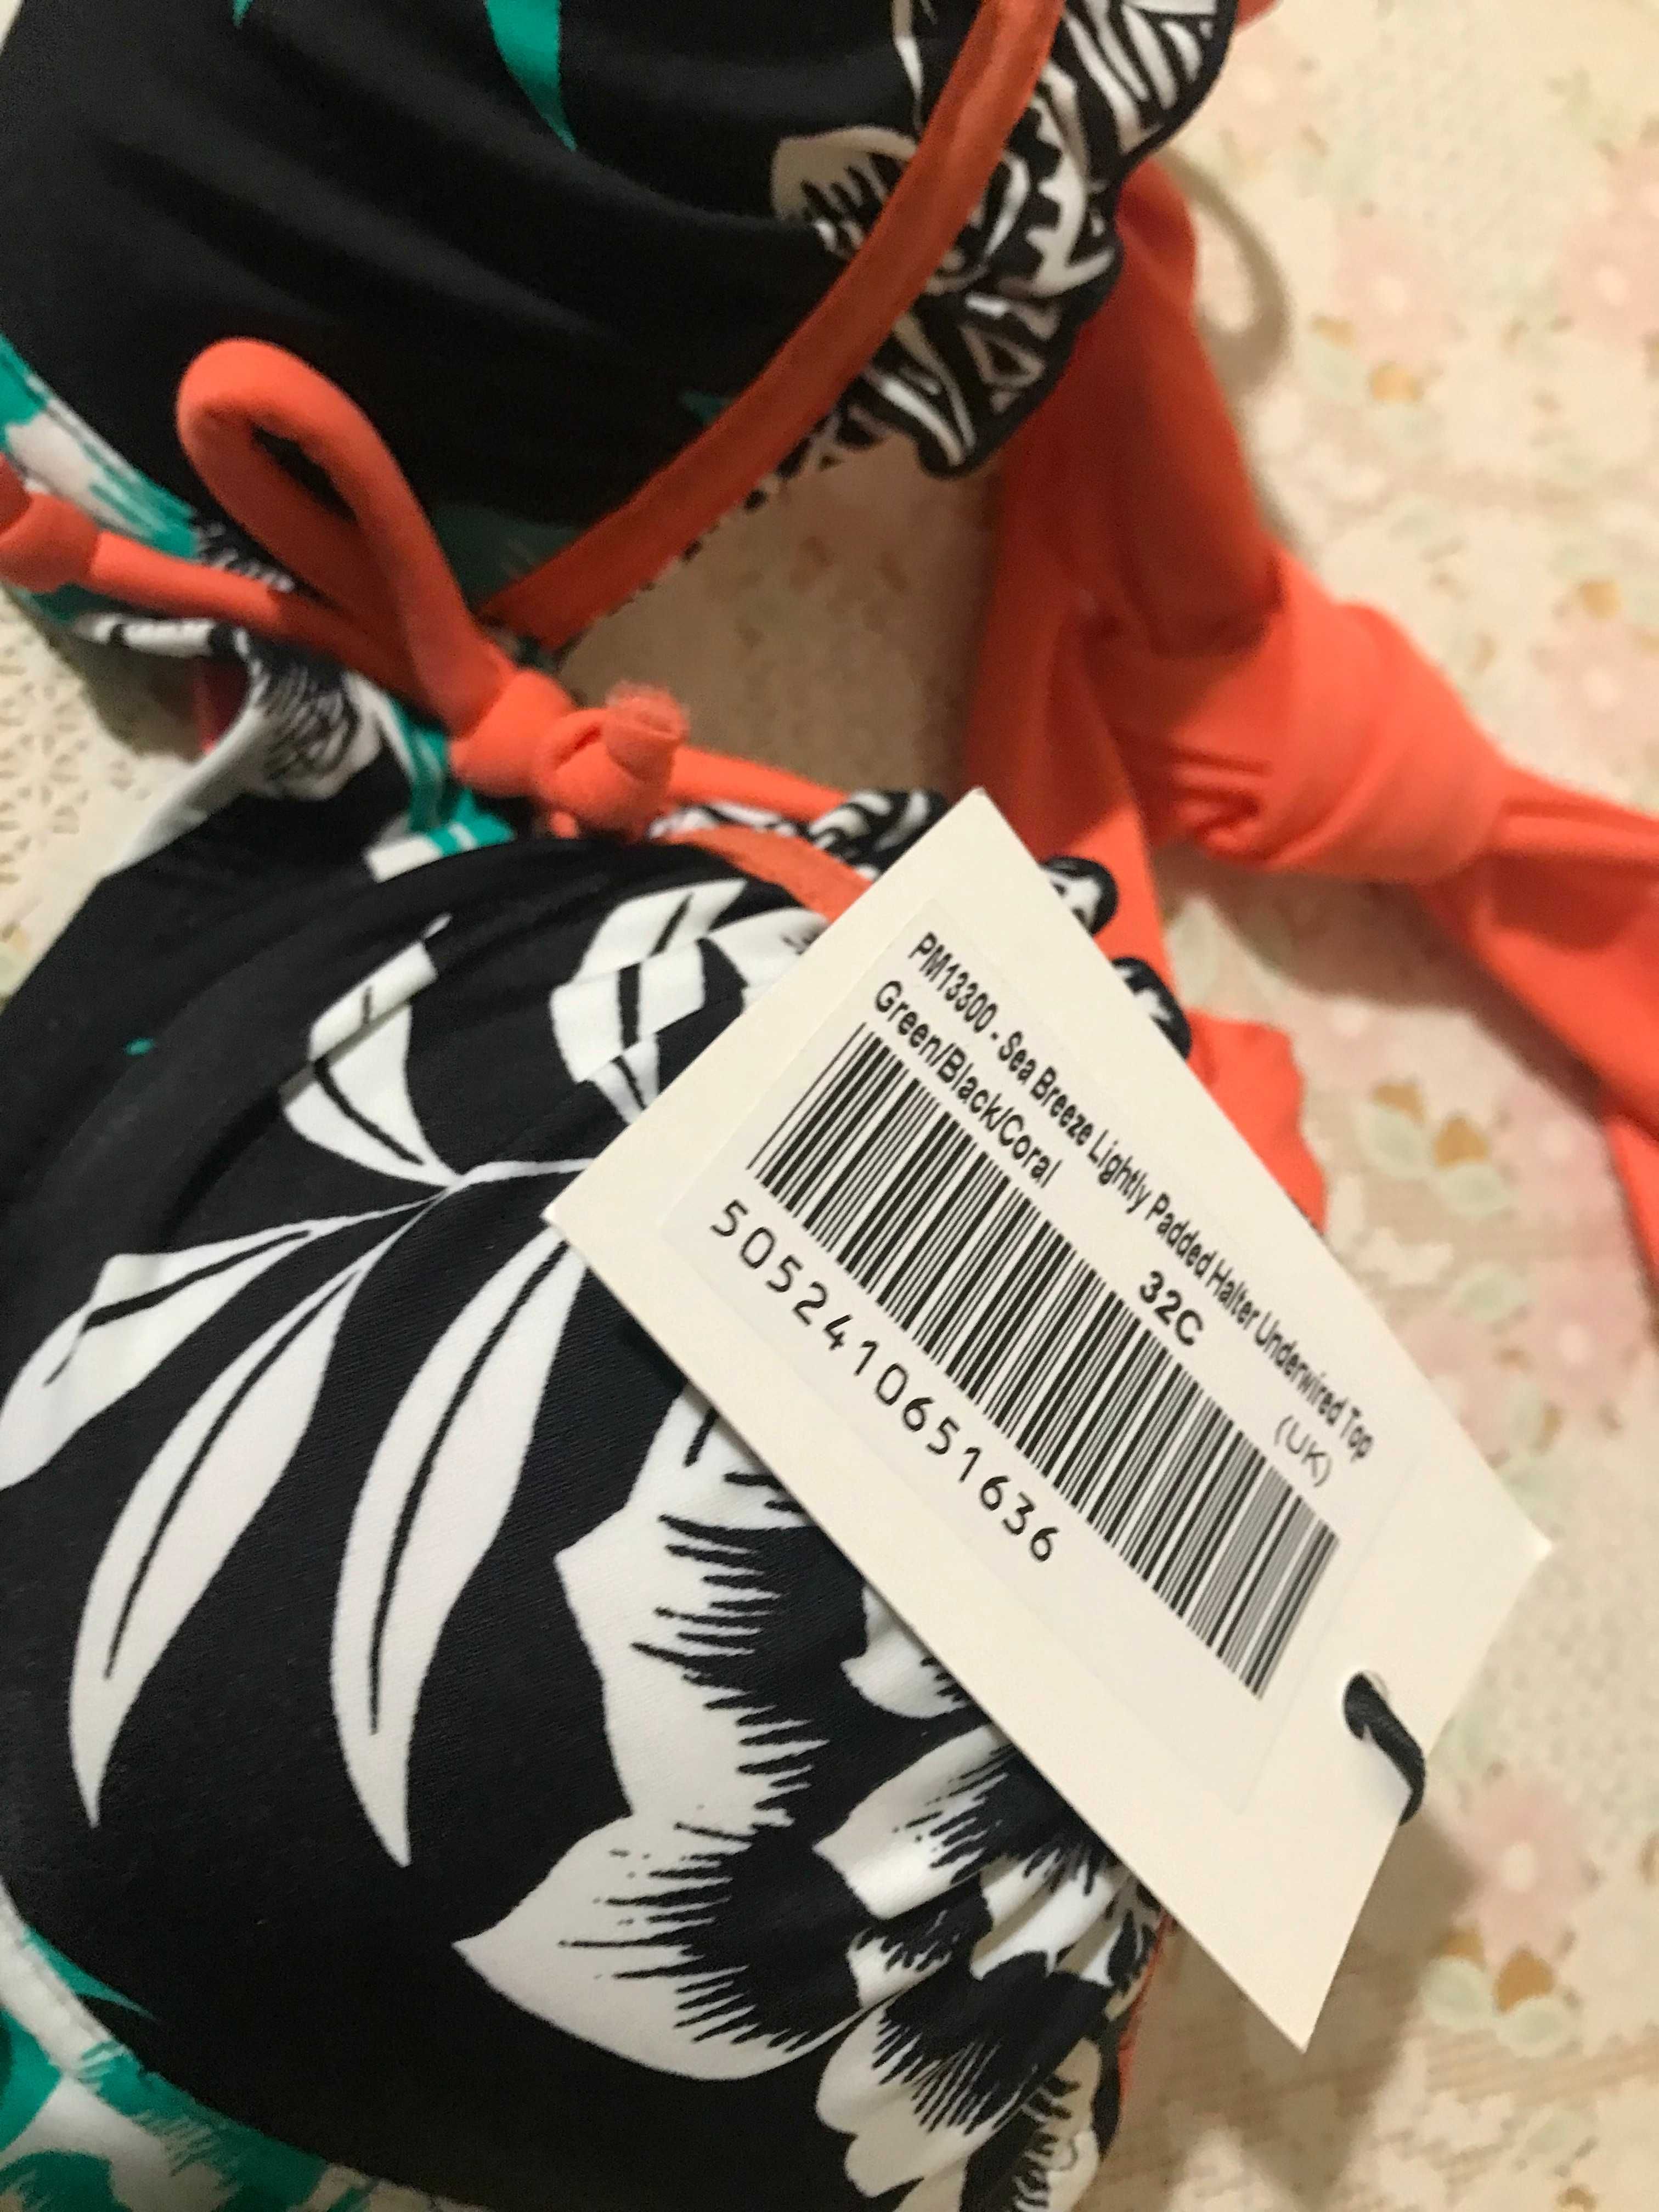 PM13300 - Sea Breeze Lightly Padded Halter Underwired Top
Green/Black/Coral
32C
(UK)
5052410651636